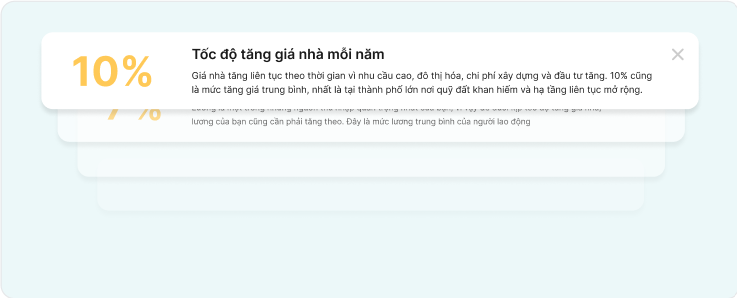 10%
Tốc độ tăng giá nhà mỗi năm
Giá nhà tăng liên tục theo thời gian vì nhu cầu cao, đô thị hóa, chi phí xây dựng và đầu tư tăng. 10% cũng
là mức tăng giá trung bình, nhất là tại thành phố lớn nơi quỹ đất khan hiếm và hạ tầng liên tục mở rộng.
7%
lương của bạn cũng cần phải tăng theo. Đây là mức lương trung bình của người lao động